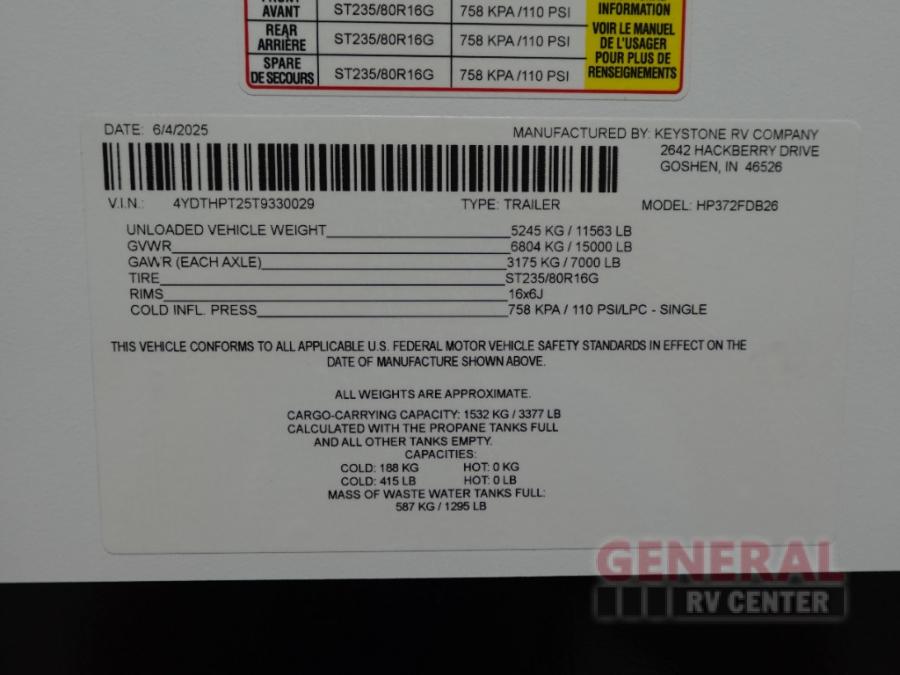 AVANT ST235/80R16G 758 KPA /110 PSI
INFORMATION
REAR
ARRIÈRE ST235/80R16G 758 KPA /110 PSI
SPARE
DE SECOURS ST235/80R16G 758 KPA /110 PSI
VOIR LE MANUEL
DE L'USAGER
POUR PLUS DE
RENSEIGNEMENTS
DATE: 6/4/2025
MANUFACTURED BY: KEYSTONE RV COMPANY
2642 HACKBERRY DRIVE
GOSHEN, IN 46526
V.I.N.: 4YDTHPT25T9330029 TYPE: TRAILER MODEL: HP372FDB26
UNLOADED VEHICLE WEIGHT 5245 KG / 11563 LB
GVWR 6804 KG / 15000 LB
GAWR (EACH AXLE) 3175 KG / 7000 LB
TIRE ST235/80R16G
RIMS 16x6J
COLD INFL. PRESS 758 KPA / 110 PSI/LPC - SINGLE
THIS VEHICLE CONFORMS TO ALL APPLICABLE U.S. FEDERAL MOTOR VEHICLE SAFETY STANDARDS IN EFFECT ON THE
DATE OF MANUFACTURE SHOWN ABOVE.
ALL WEIGHTS ARE APPROXIMATE.
CARGO-CARRYING CAPACITY: 1532 KG / 3377 LB
CALCULATED WITH THE PROPANE TANKS FULL
AND ALL OTHER TANKS EMPTY.
CAPACITIES:
COLD: 188 KG HOT: 0 KG
COLD: 415 LB HOT: 0 LB
MASS OF WASTE WATER TANKS FULL:
587 KG / 1295 LB
GENERAL
RV CENTER